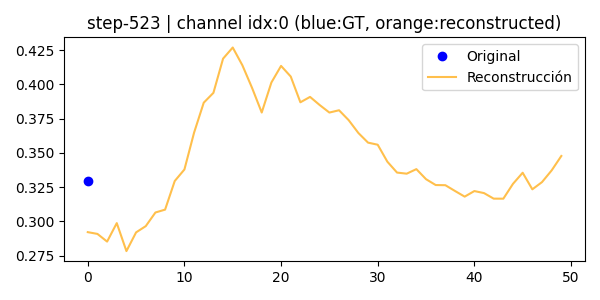 step-523 | channel idx:0 (blue:GT, orange:reconstructed)
Original
Reconstrucción
0.425
0.400
0.375
0.350
0.325
0.300
0.275
0 10 20 30 40 50